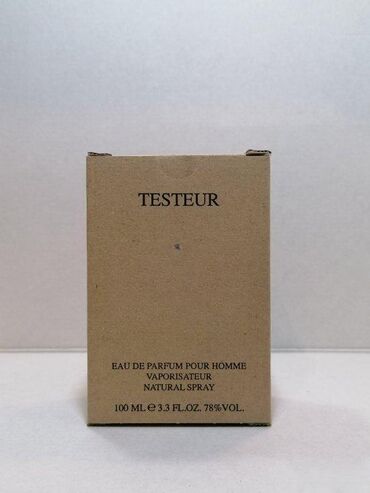 TESTEUR
EAU DE PARFUM POUR HOMME
VAPORISATEUR
NATURAL SPRAY
100 ML ℮ 3.3 FL.OZ. 78%VOL.